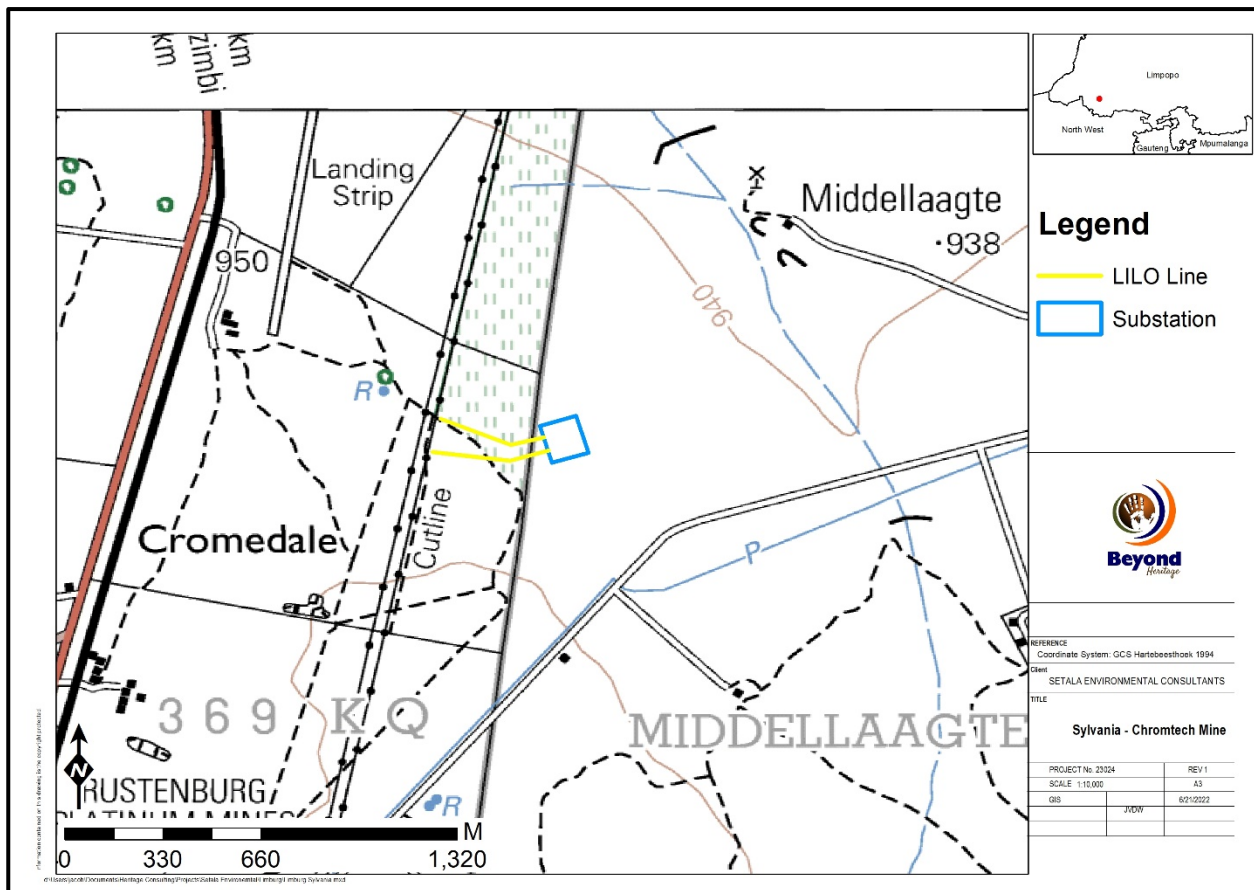 km
zimbi
km
Landing
Strip
950
Middellaagte
938
940
R
Cutline
Cromedale
P
369 KQ
MIDDELLAAGTE
RUSTENBURG
PLATINUM MINES
R
N
0 330 660 1,320
M
Limpopo
North West
Gauteng
Mpumalanga
Legend
LILO Line
Substation
Beyond
Heritage
REFERENCE
Coordinate System: GCS Hartebeesthoek 1994
Client
SETALA ENVIRONMENTAL CONSULTANTS
TITLE
Sylvania - Chromtech Mine
PROJECT No. 23024 REV 1
SCALE 1:10,000 A3
GIS JVDW 6/21/2022